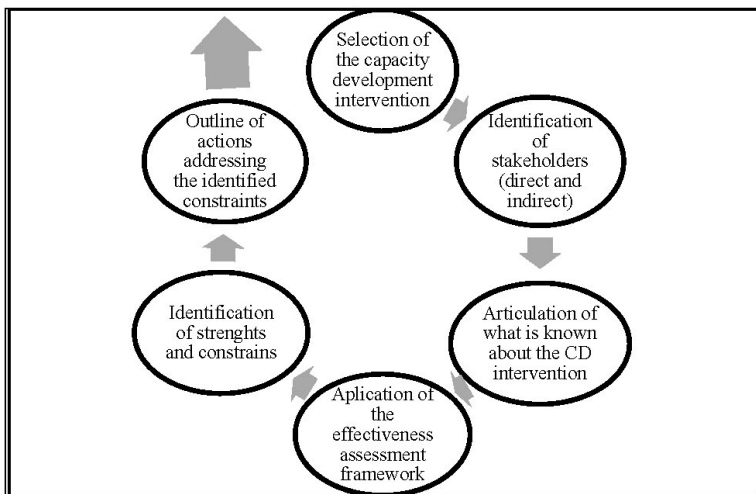 Selection of
the capacity
development
intervention
Identification
of
stakeholders
(direct and
indirect)
Articulation of
what is known
about the CD
intervention
Aplication of
the
effectiveness
assessment
framework
Identification
of strenghts
and constrains
Outline of
actions
addressing
the identified
constraints